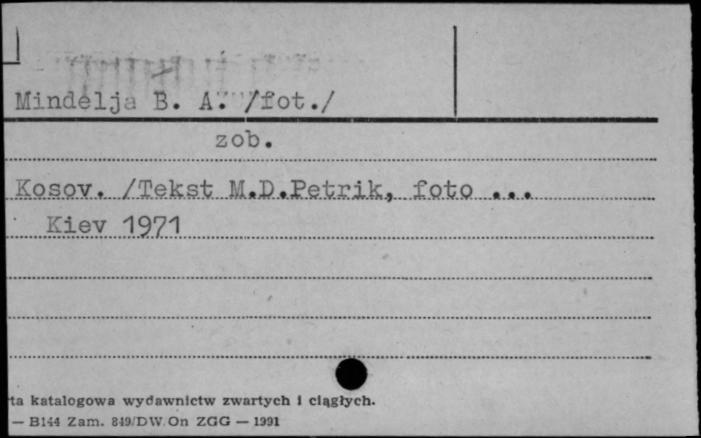 Mindelja B. A. /fot./
zob.
Kosov. /Tekst M.D.Petrik, foto ...
Kiev 1971
ta katalogowa wydawnictw zwartych i ciągłych.
— B144 Zam. 849/DW. On ZGG — 1991